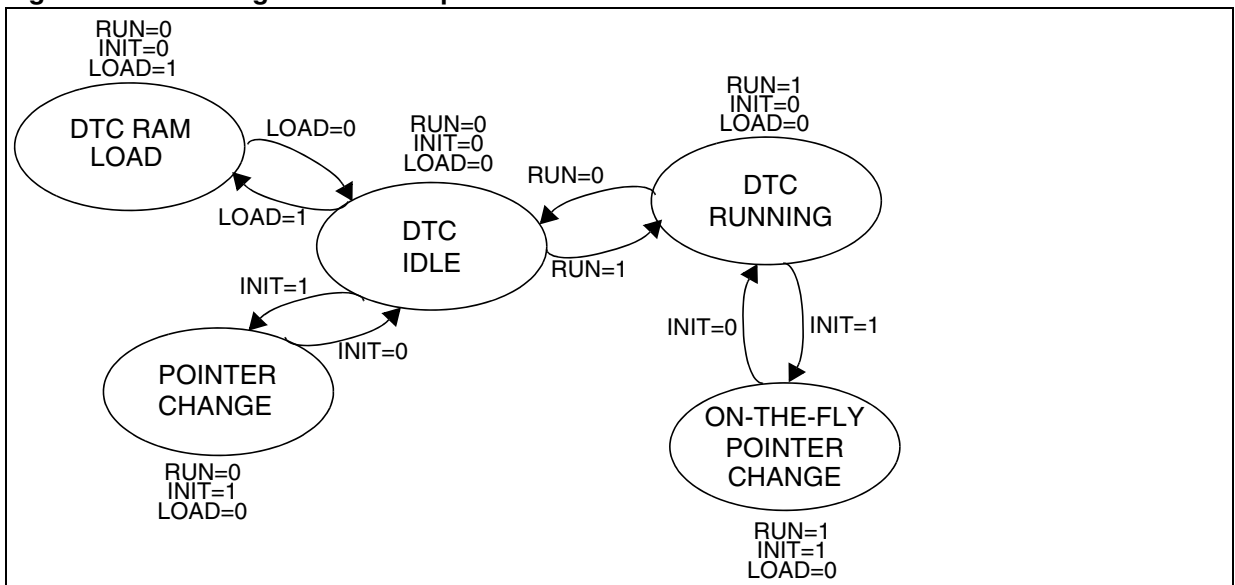 RUN=0
INIT=0
LOAD=1
DTC RAM
LOAD
LOAD=0
LOAD=1
RUN=0
INIT=0
LOAD=0
DTC
IDLE
RUN=0
RUN=1
RUN=1
INIT=0
LOAD=0
DTC
RUNNING
INIT=1
INIT=0
POINTER
CHANGE
RUN=0
INIT=1
LOAD=0
INIT=0
INIT=1
ON-THE-FLY
POINTER
CHANGE
RUN=1
INIT=1
LOAD=0